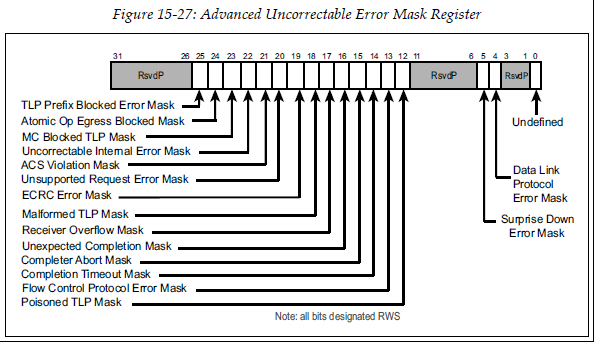 Figure 15-27: Advanced Uncorrectable Error Mask Register
31 26 25 24 23 22 21 20 19 18 17 16 15 14 13 12 11 6 5 4 3 1 0
RsvdP RsvdP RsvdP
TLP Prefix Blocked Error Mask
Atomic Op Egress Blocked Mask
MC Blocked TLP Mask
Uncorrectable Internal Error Mask
ACS Violation Mask
Unsupported Request Error Mask
ECRC Error Mask
Malformed TLP Mask
Receiver Overflow Mask
Unexpected Completion Mask
Completer Abort Mask
Completion Timeout Mask
Flow Control Protocol Error Mask
Poisoned TLP Mask
Undefined
Data Link
Protocol
Error Mask
Surprise Down
Error Mask
Note: all bits designated RWS